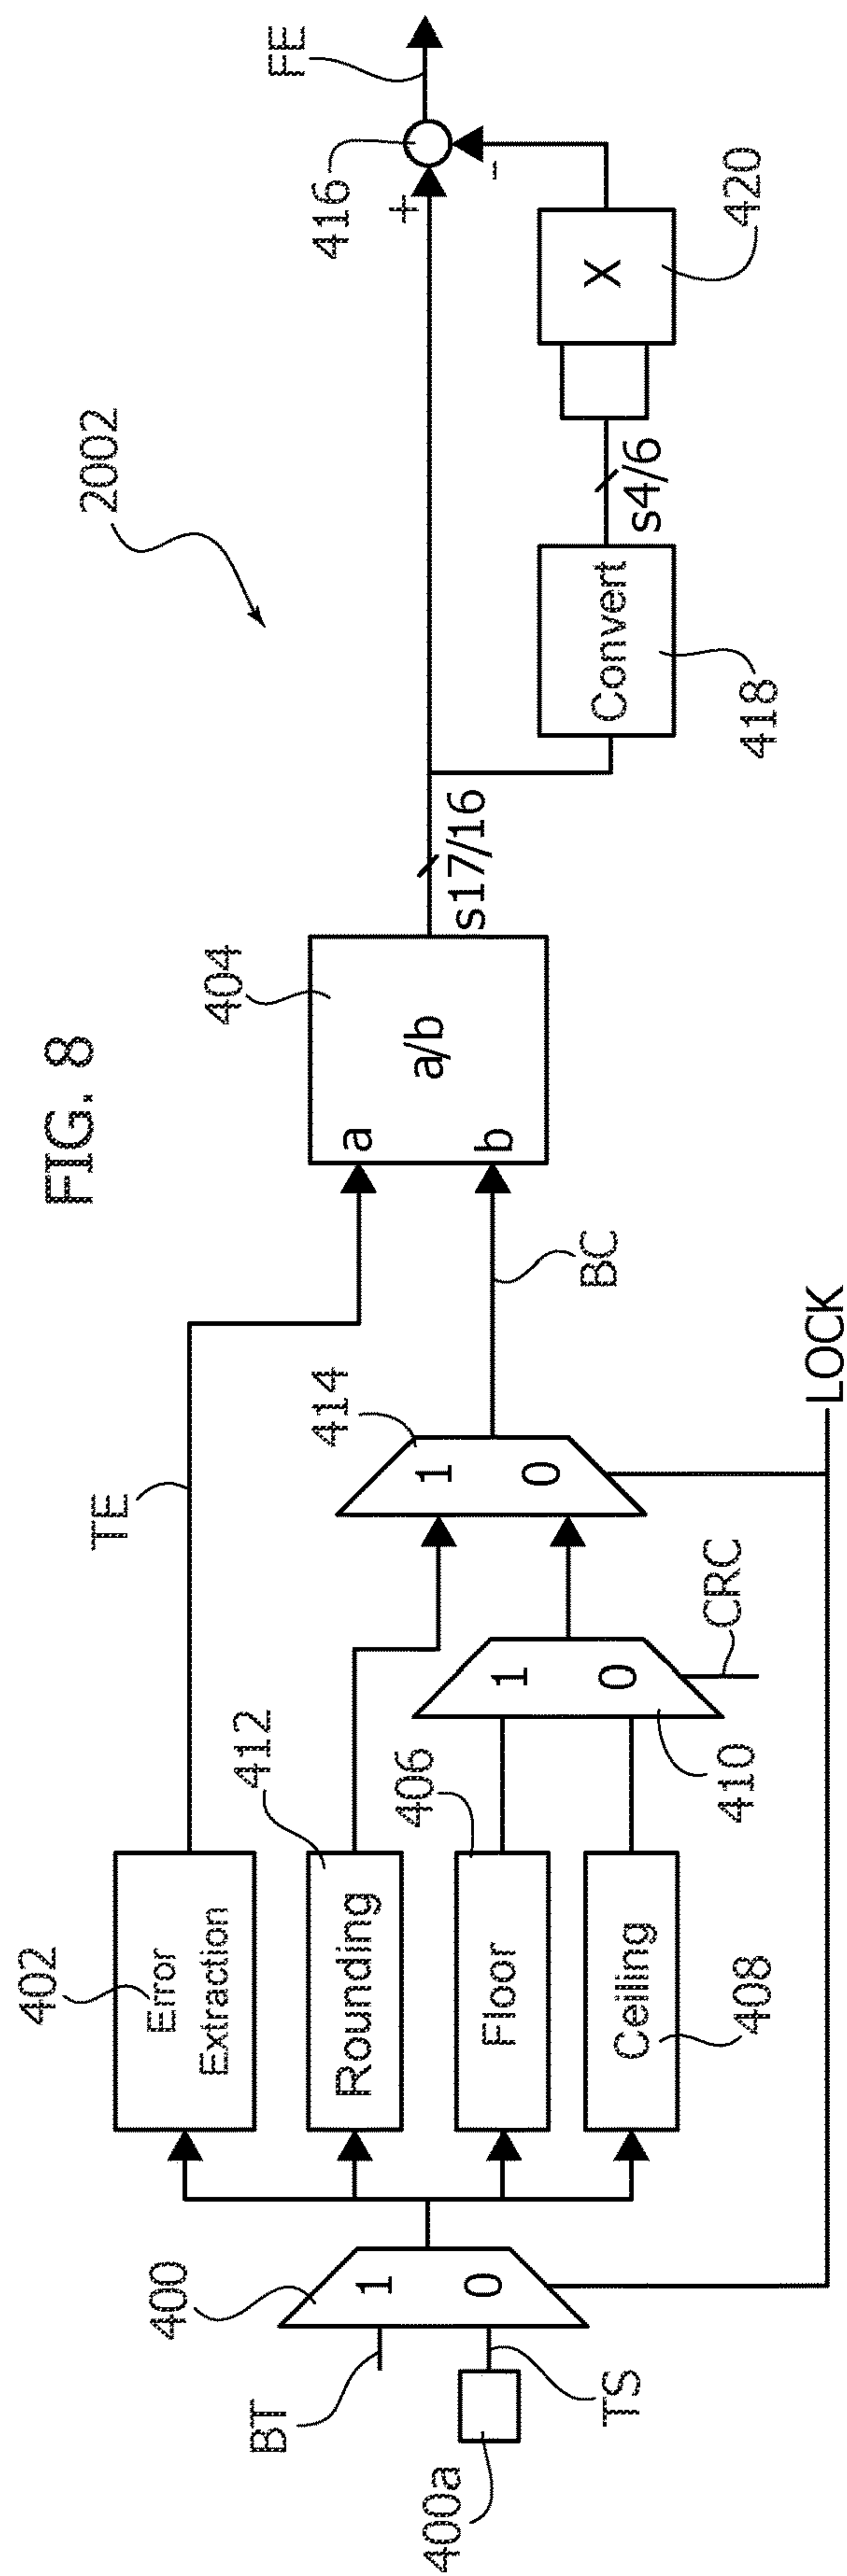 FIG. 8
2002
400a
TS
BT
400
1
0
402
Error
Extraction
412
Rounding
406
Floor
Ceiling
408
TE
1
0
410
CRC
414
1
0
BC
LOCK
404
a
b
a/b
s17/16
Convert
418
s4/6
X
420
416
+
-
FE